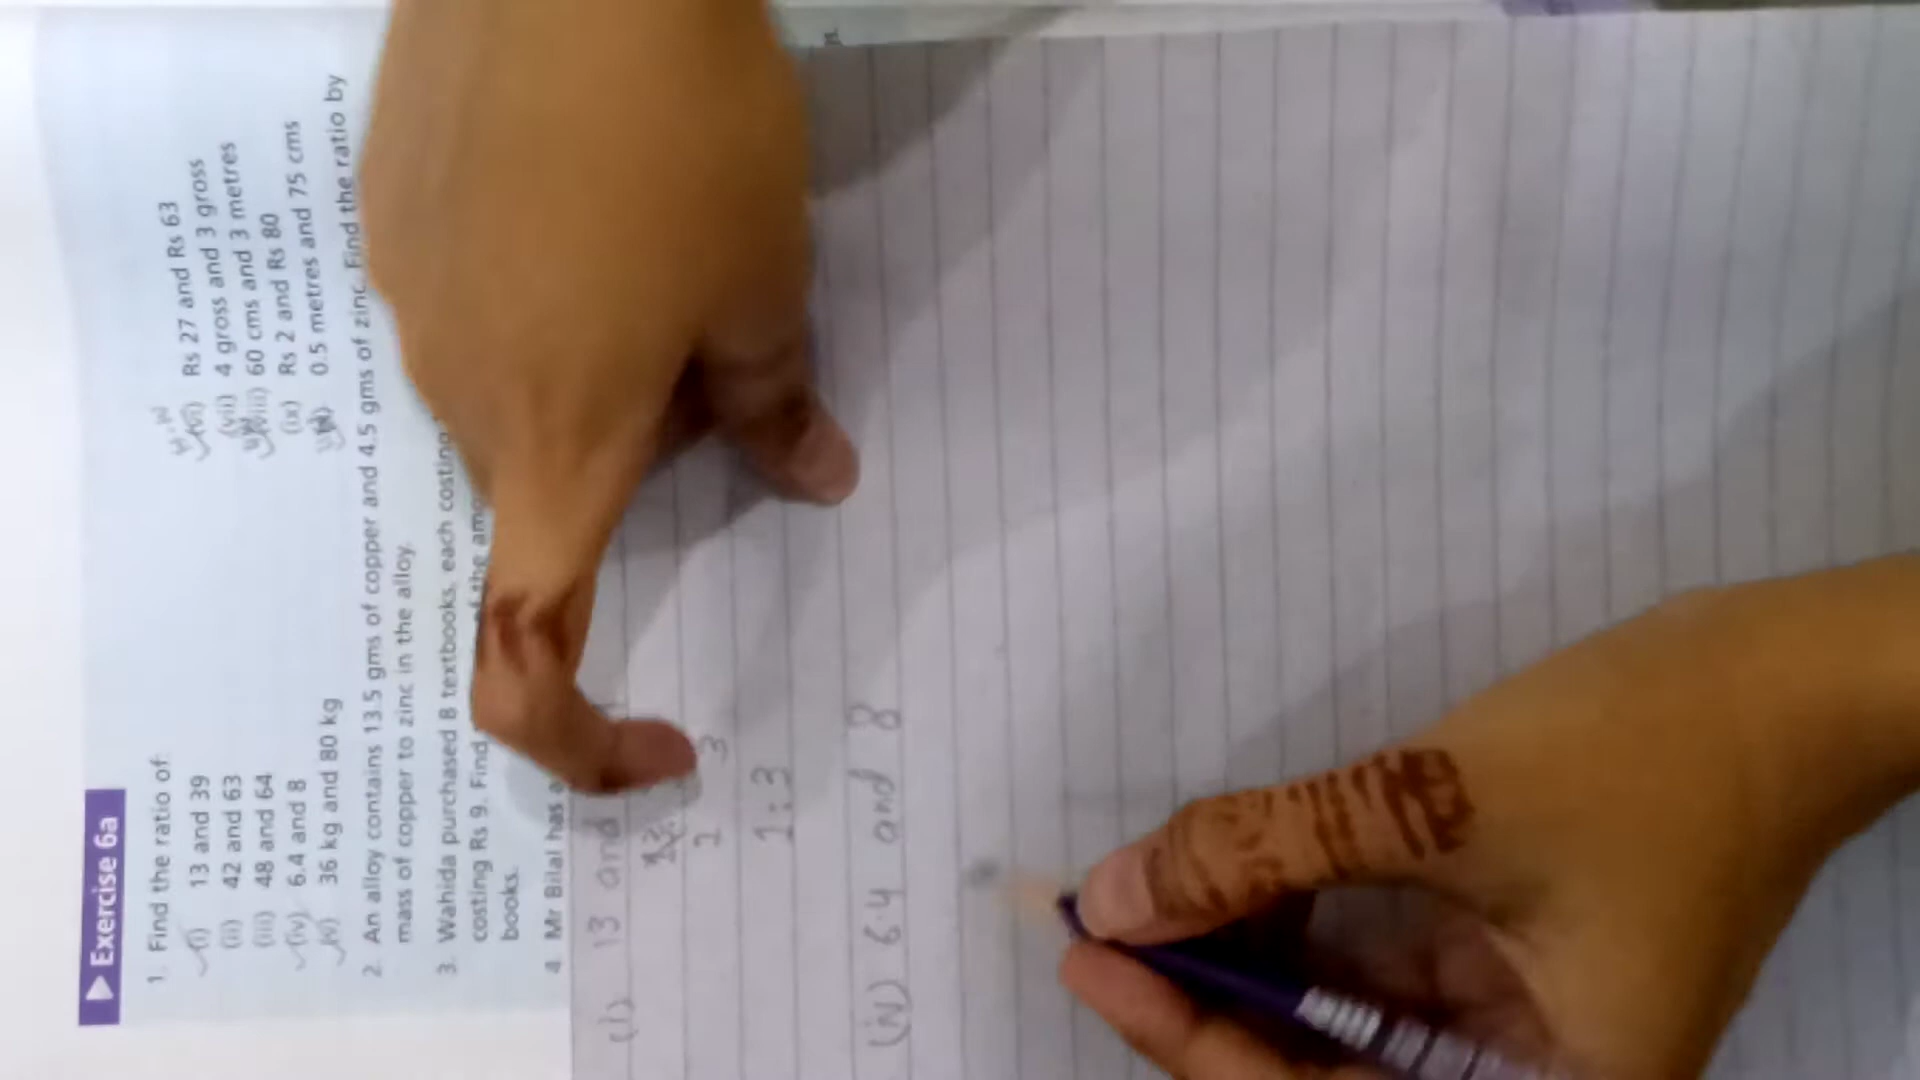 Exercise 6a
1. Find the ratio of:
(i) 13 and 39
(ii) 42 and 63
(iii) 48 and 64
(iv) 6.4 and 8
(v) 36 kg and 80 kg
(vi) Rs 27 and Rs 63
(vii) 4 gross and 3 gross
(viii) 60 cms and 3 metres
(ix) Rs 2 and Rs 80
0.5 metres and 75 cms
2. An alloy contains 13.5 gms of copper and 4.5 gms of zinc. Find the ratio by
mass of copper to zinc in the alloy.
3. Wahida purchased 8 textbooks, each costing
costing Rs 9. Find of the
books.
4. Mr Bilal has
(i) 13 and
13
1 3
1:3
(iv) 6.4 and 8